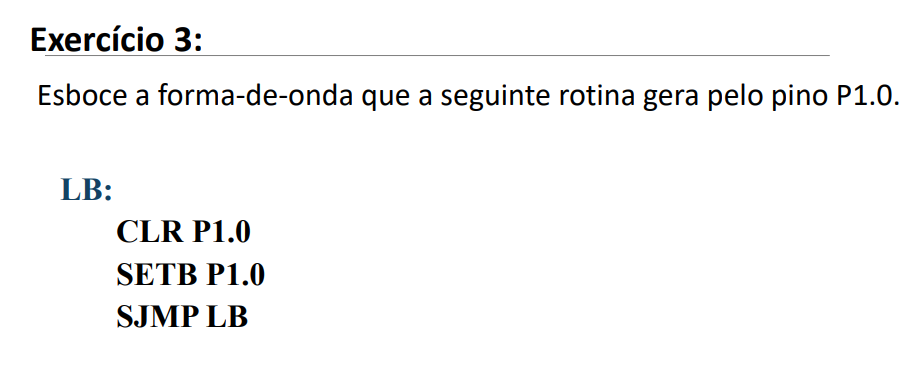 Exercício 3:
Esboce a forma-de-onda que a seguinte rotina gera pelo pino P1.0.
LB:
CLR P1.0
SETB P1.0
SJMP LB